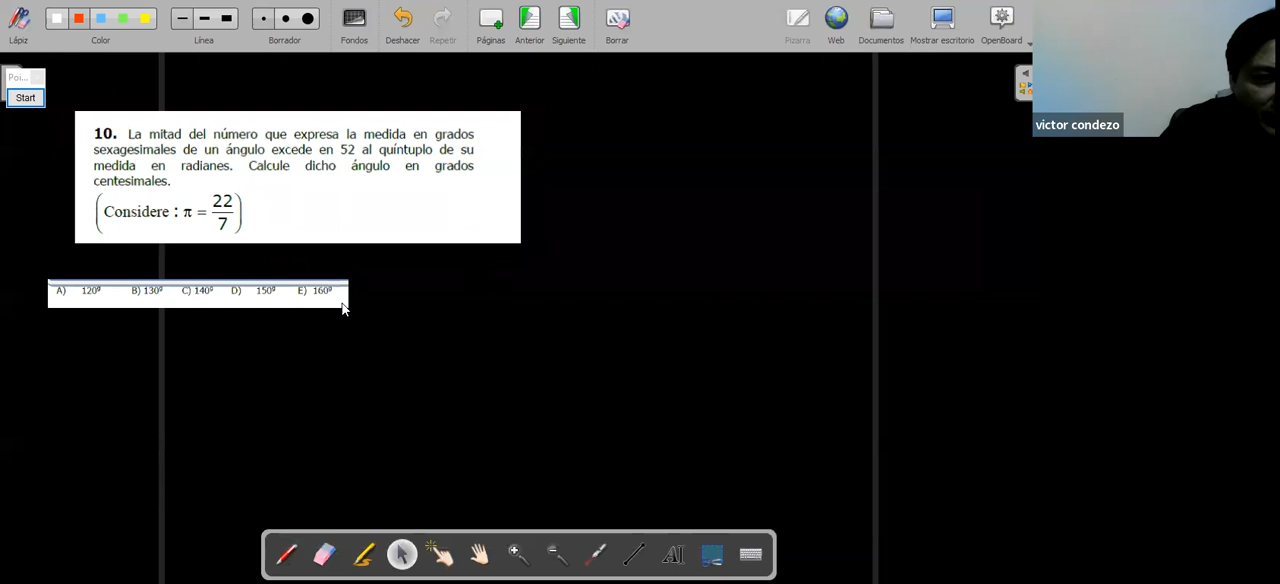 Lápiz
Color
Línea
Borrador
Fondos
Deshacer
Repetir
Páginas
Anterior
Siguiente
Borrar
Pizarra
Web
Documentos
Mostrar escritorio
OpenBoard
Poi...
Start
victor condezo
10. La mitad del número que expresa la medida en grados
sexagesimales de un ángulo excede en 52 al quíntuplo de su
medida en radianes. Calcule dicho ángulo en grados
centesimales.
(Considere : π = 22/7)
A) 120g B) 130g C) 140g D) 150g E) 160g
AI